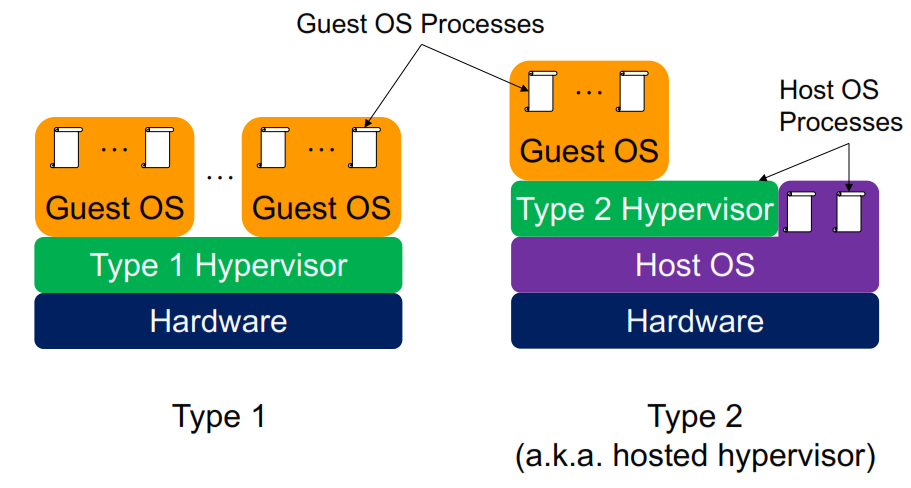 Guest OS Processes
Host OS
Processes
... ... ...
Guest OS
...
Guest OS
Guest OS
Type 2 Hypervisor
Type 1 Hypervisor
Host OS
Hardware
Hardware
Type 1
Type 2
(a.k.a. hosted hypervisor)